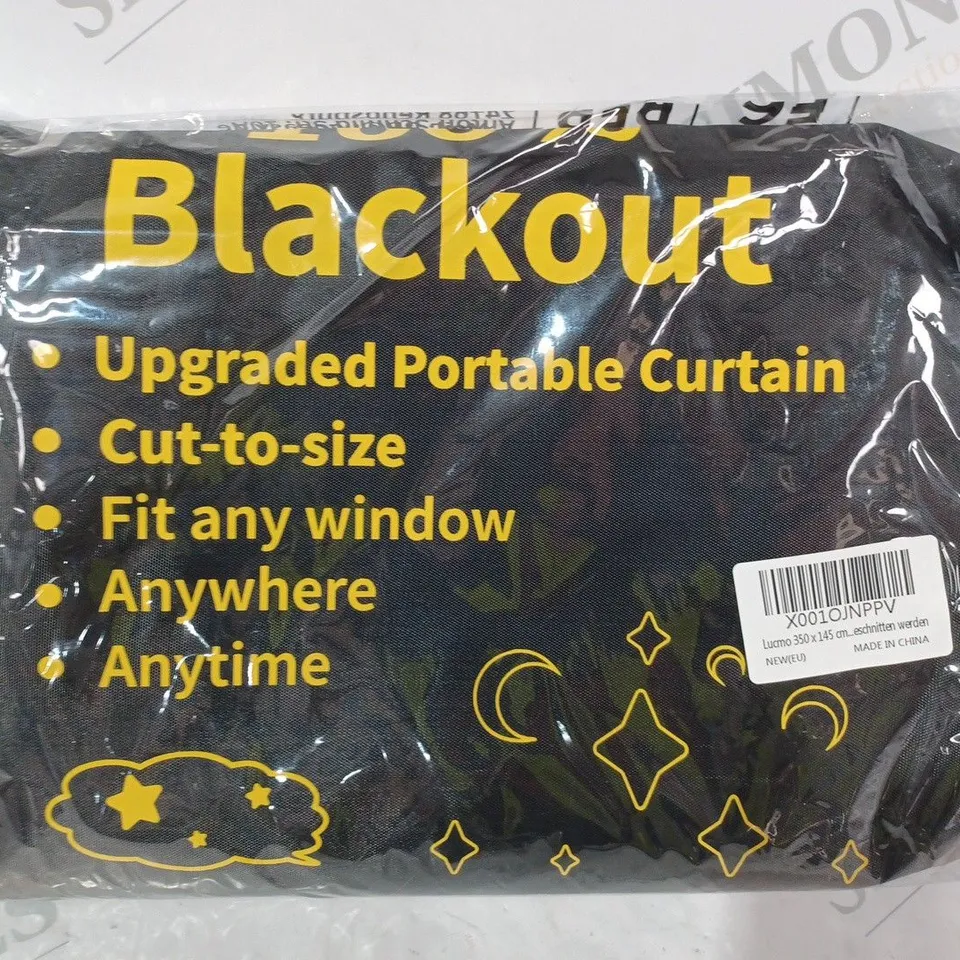 Blackout
• Upgraded Portable Curtain
• Cut-to-size
• Fit any window
• Anywhere
• Anytime
X001OJNPPV
Lucmo 350 x 145 cm...eschnitten werden
NEW(EU)
MADE IN CHINA